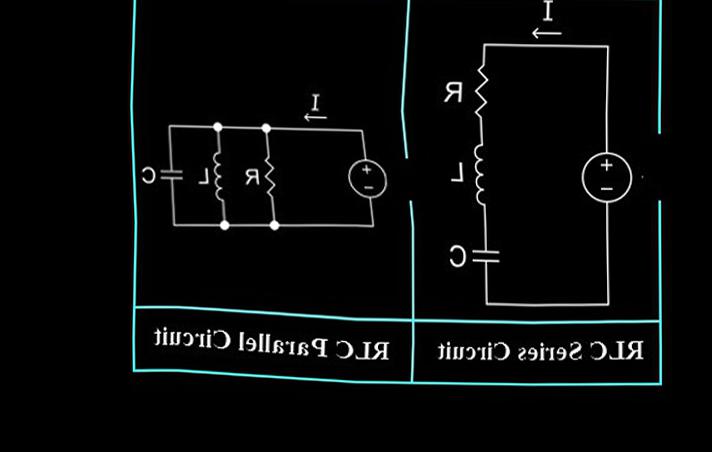 I
R
L
C
+
−
RLC Series Circuit
I
R
L
C
+
−
RLC Parallel Circuit